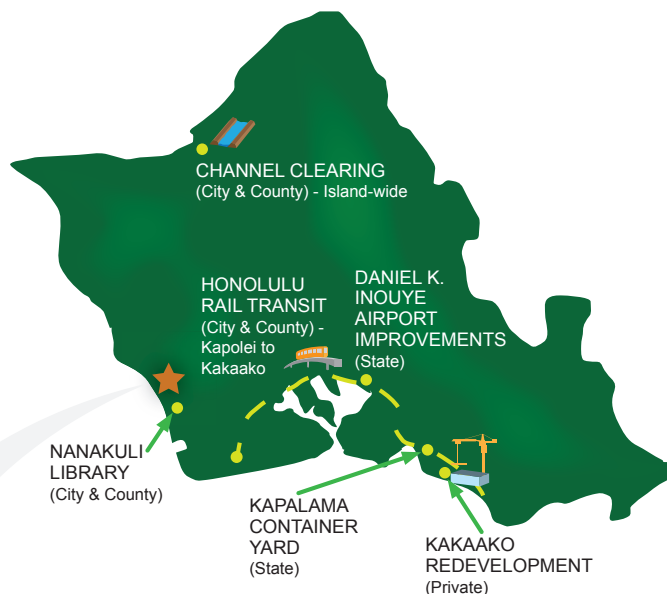 CHANNEL CLEARING
(City & County) - Island-wide
HONOLULU
RAIL TRANSIT
(City & County) -
Kapolei to
Kakaako
DANIEL K.
INOUYE
AIRPORT
IMPROVEMENTS
(State)
NANAKULI
LIBRARY
(City & County)
KAPALAMA
CONTAINER
YARD
(State)
KAKAAKO
REDEVELOPMENT
(Private)